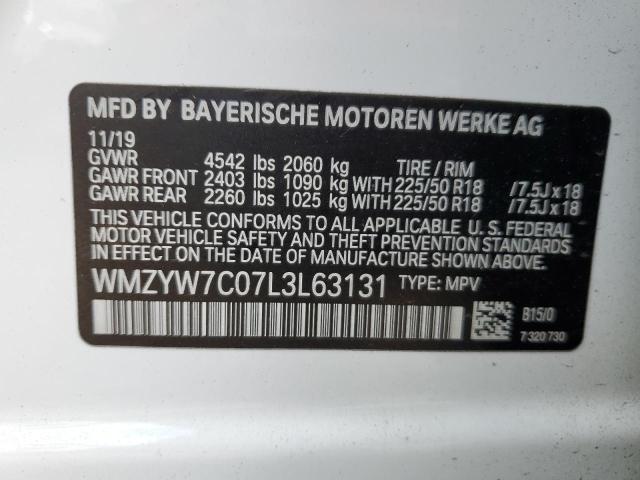 MFD BY BAYERISCHE MOTOREN WERKE AG
11/19
GVWR 4542 lbs 2060 kg TIRE / RIM
GAWR FRONT 2403 lbs 1090 kg WITH 225/50 R18 /7.5J x 18
GAWR REAR 2260 lbs 1025 kg WITH 225/50 R18 /7.5J x 18
THIS VEHICLE CONFORMS TO ALL APPLICABLE U. S. FEDERAL
MOTOR VEHICLE SAFETY AND THEFT PREVENTION STANDARDS
IN EFFECT ON THE DATE OF MANUFACTURE SHOWN ABOVE.
WMZYW7C07L3L63131 TYPE: MPV
B15/0
7 320 730